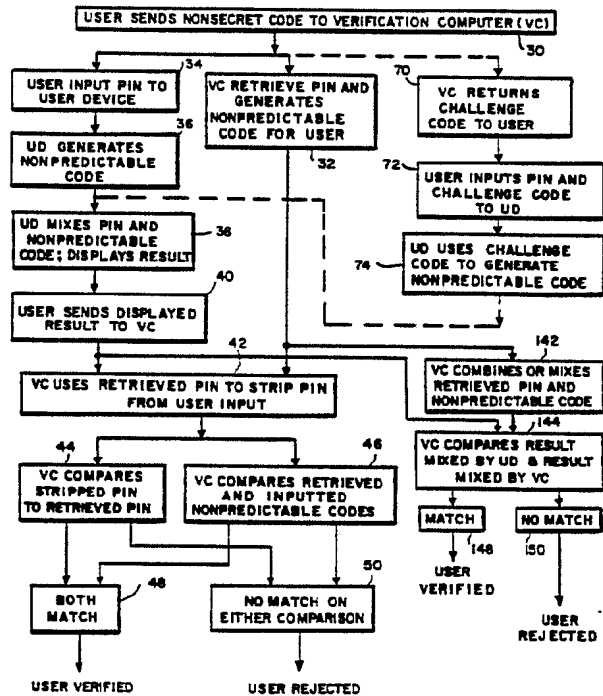 USER SENDS NONSECRET CODE TO VERIFICATION COMPUTER (VC)
30
34
USER INPUT PIN TO
USER DEVICE
36
UD GENERATES
NONPREDICTABLE
CODE
UD MIXES PIN AND
NONPREDICTABLE
CODE; DISPLAYS RESULT
36
40
USER SENDS DISPLAYED
RESULT TO VC
VC RETRIEVE PIN AND
GENERATES
NONPREDICTABLE
CODE FOR USER
32
70
VC RETURNS
CHALLENGE
CODE TO USER
72
USER INPUTS PIN AND
CHALLENGE CODE
TO UD
74
UD USES CHALLENGE
CODE TO GENERATE
NONPREDICTABLE CODE
42
VC USES RETRIEVED PIN TO STRIP PIN
FROM USER INPUT
142
VC COMBINES OR MIXES
RETRIEVED PIN AND
NONPREDICTABLE CODE
144
VC COMPARES RESULT
MIXED BY UD & RESULT
MIXED BY VC
44
VC COMPARES
STRIPPED PIN
TO RETRIEVED PIN
46
VC COMPARES RETRIEVED
AND INPUTTED
NONPREDICTABLE CODES
MATCH
148
USER
VERIFIED
NO MATCH
150
USER
REJECTED
48
BOTH
MATCH
50
NO MATCH ON
EITHER COMPARISON
USER VERIFIED
USER REJECTED